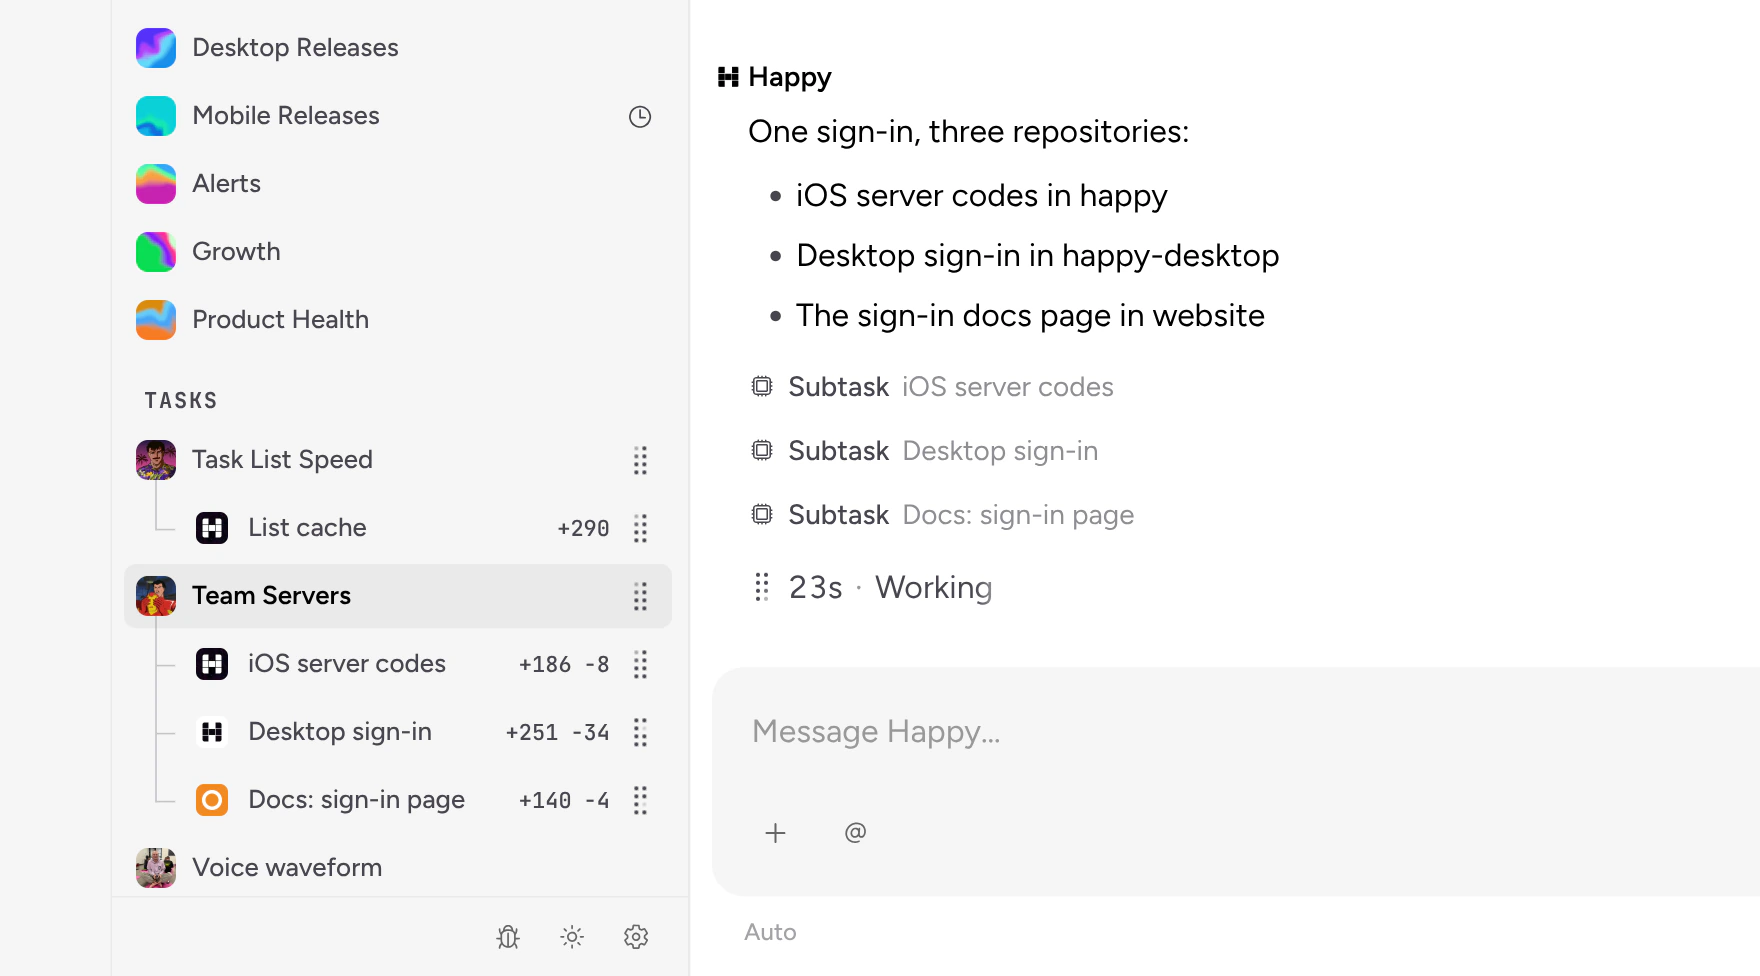 Desktop Releases
Mobile Releases
Alerts
Growth
Product Health
TASKS
Task List Speed
List cache +290
Team Servers
iOS server codes +186 -8
Desktop sign-in +251 -34
Docs: sign-in page +140 -4
Voice waveform
Happy
One sign-in, three repositories:
• iOS server codes in happy
• Desktop sign-in in happy-desktop
• The sign-in docs page in website
Subtask iOS server codes
Subtask Desktop sign-in
Subtask Docs: sign-in page
23s · Working
Message Happy...
+ @
Auto